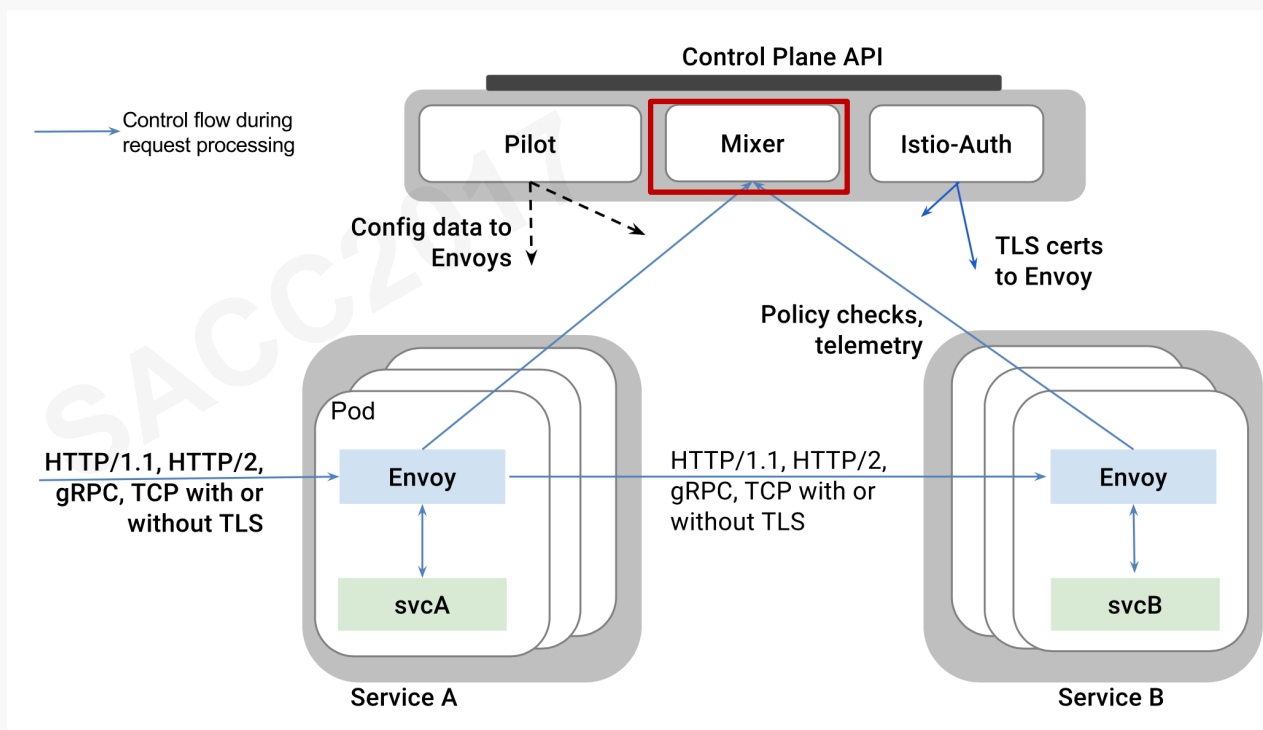 Control Plane API
Control flow during
request processing
Pilot
Mixer
Istio-Auth
Config data to
Envoys
TLS certs
to Envoy
Policy checks,
telemetry
SACC2017
Pod
HTTP/1.1, HTTP/2,
gRPC, TCP with or
without TLS
Envoy
HTTP/1.1, HTTP/2,
gRPC, TCP with or
without TLS
Envoy
svcA
svcB
Service A
Service B